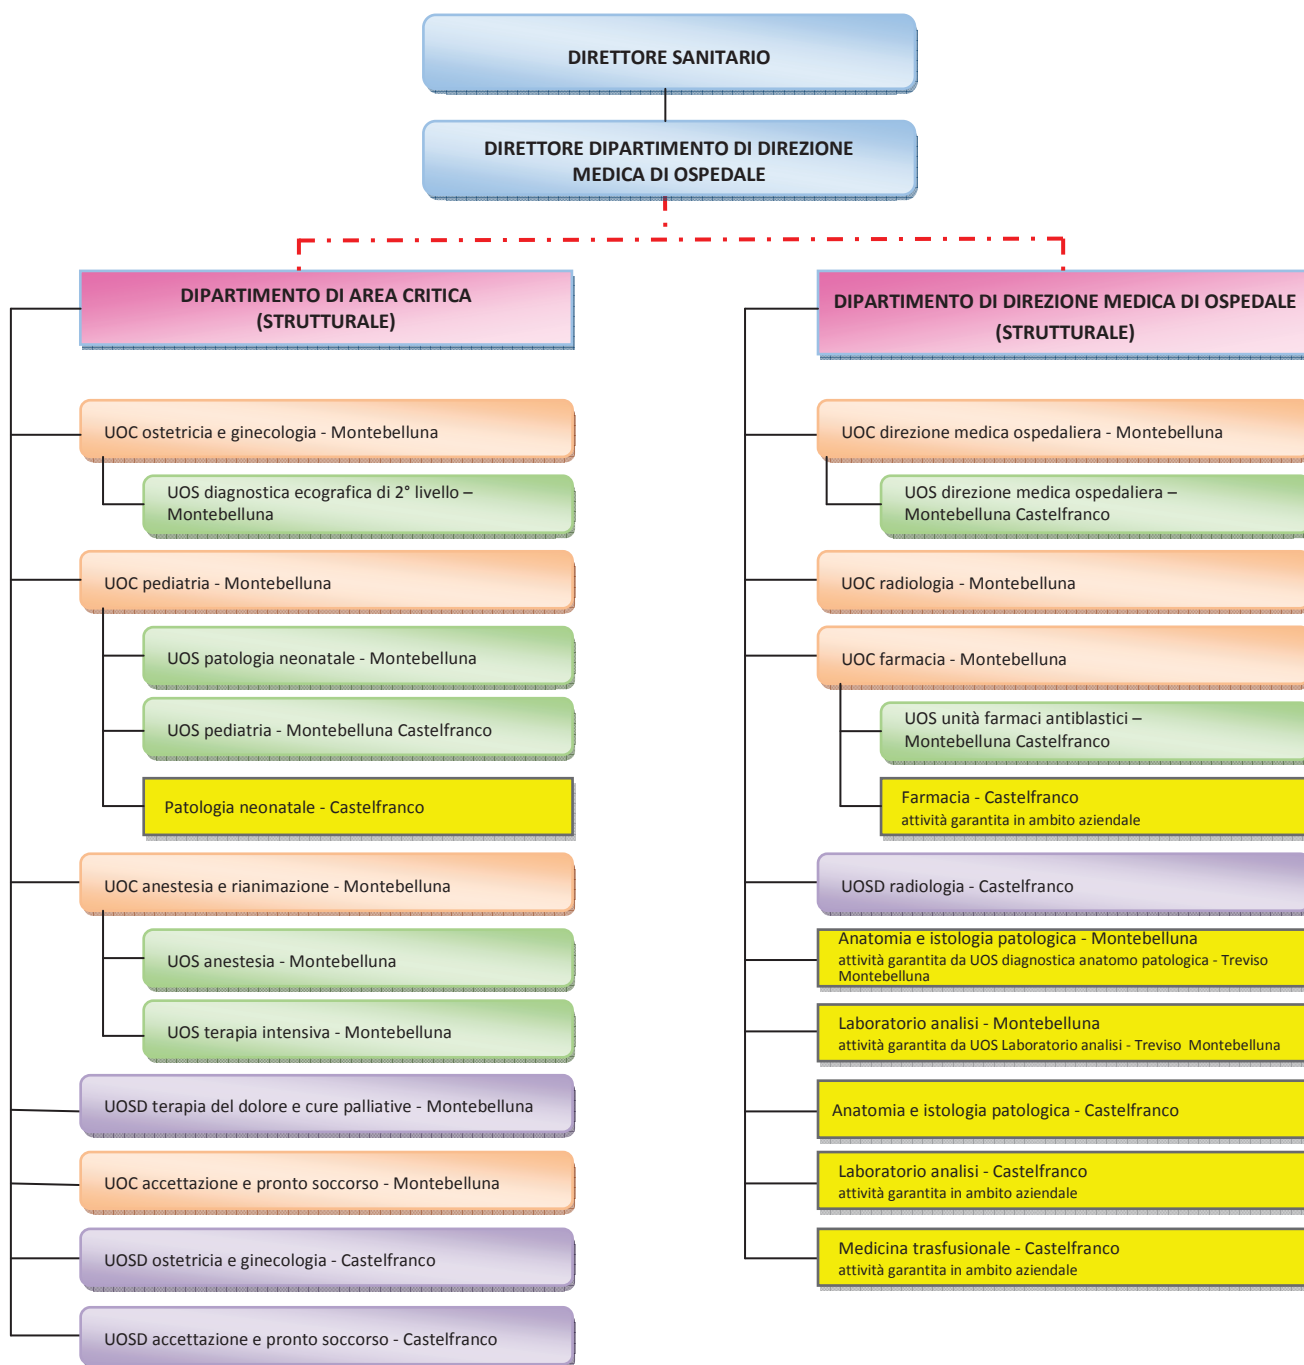 DIRETTORE SANITARIO
DIRETTORE DIPARTIMENTO DI DIREZIONE
MEDICA DI OSPEDALE
DIPARTIMENTO DI AREA CRITICA
(STRUTTURALE)
UOC ostetricia e ginecologia - Montebelluna
UOS diagnostica ecografica di 2° livello –
Montebelluna
UOC pediatria - Montebelluna
UOS patologia neonatale - Montebelluna
UOS pediatria - Montebelluna Castelfranco
Patologia neonatale - Castelfranco
UOC anestesia e rianimazione - Montebelluna
UOS anestesia - Montebelluna
UOS terapia intensiva - Montebelluna
UOSD terapia del dolore e cure palliative - Montebelluna
UOC accettazione e pronto soccorso - Montebelluna
UOSD ostetricia e ginecologia - Castelfranco
UOSD accettazione e pronto soccorso - Castelfranco
DIPARTIMENTO DI DIREZIONE MEDICA DI OSPEDALE
(STRUTTURALE)
UOC direzione medica ospedaliera - Montebelluna
UOS direzione medica ospedaliera –
Montebelluna Castelfranco
UOC radiologia - Montebelluna
UOC farmacia - Montebelluna
UOS unità farmaci antiblastici –
Montebelluna Castelfranco
Farmacia - Castelfranco
attività garantita in ambito aziendale
UOSD radiologia - Castelfranco
Anatomia e istologia patologica - Montebelluna
attività garantita da UOS diagnostica anatomo patologica - Treviso
Montebelluna
Laboratorio analisi - Montebelluna
attività garantita da UOS Laboratorio analisi - Treviso Montebelluna
Anatomia e istologia patologica - Castelfranco
Laboratorio analisi - Castelfranco
attività garantita in ambito aziendale
Medicina trasfusionale - Castelfranco
attività garantita in ambito aziendale